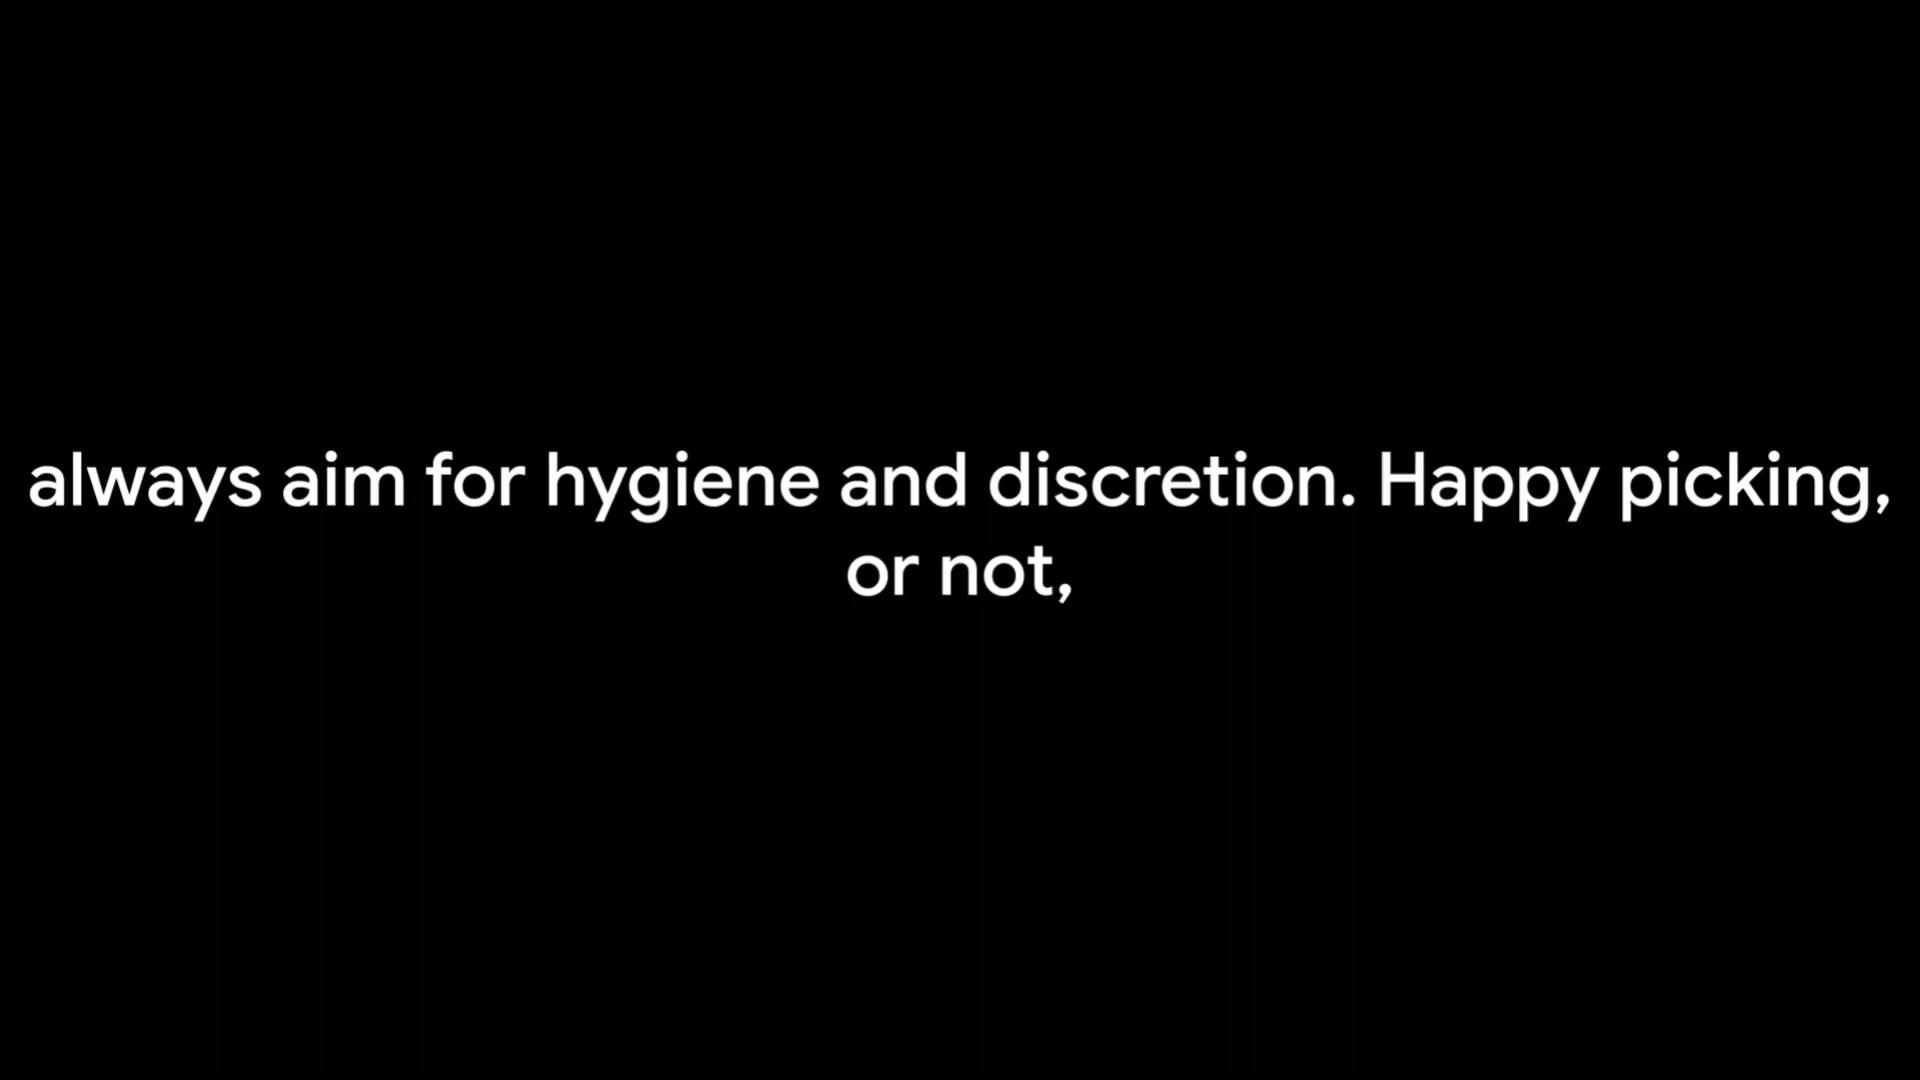 always aim for hygiene and discretion. Happy picking,
or not,